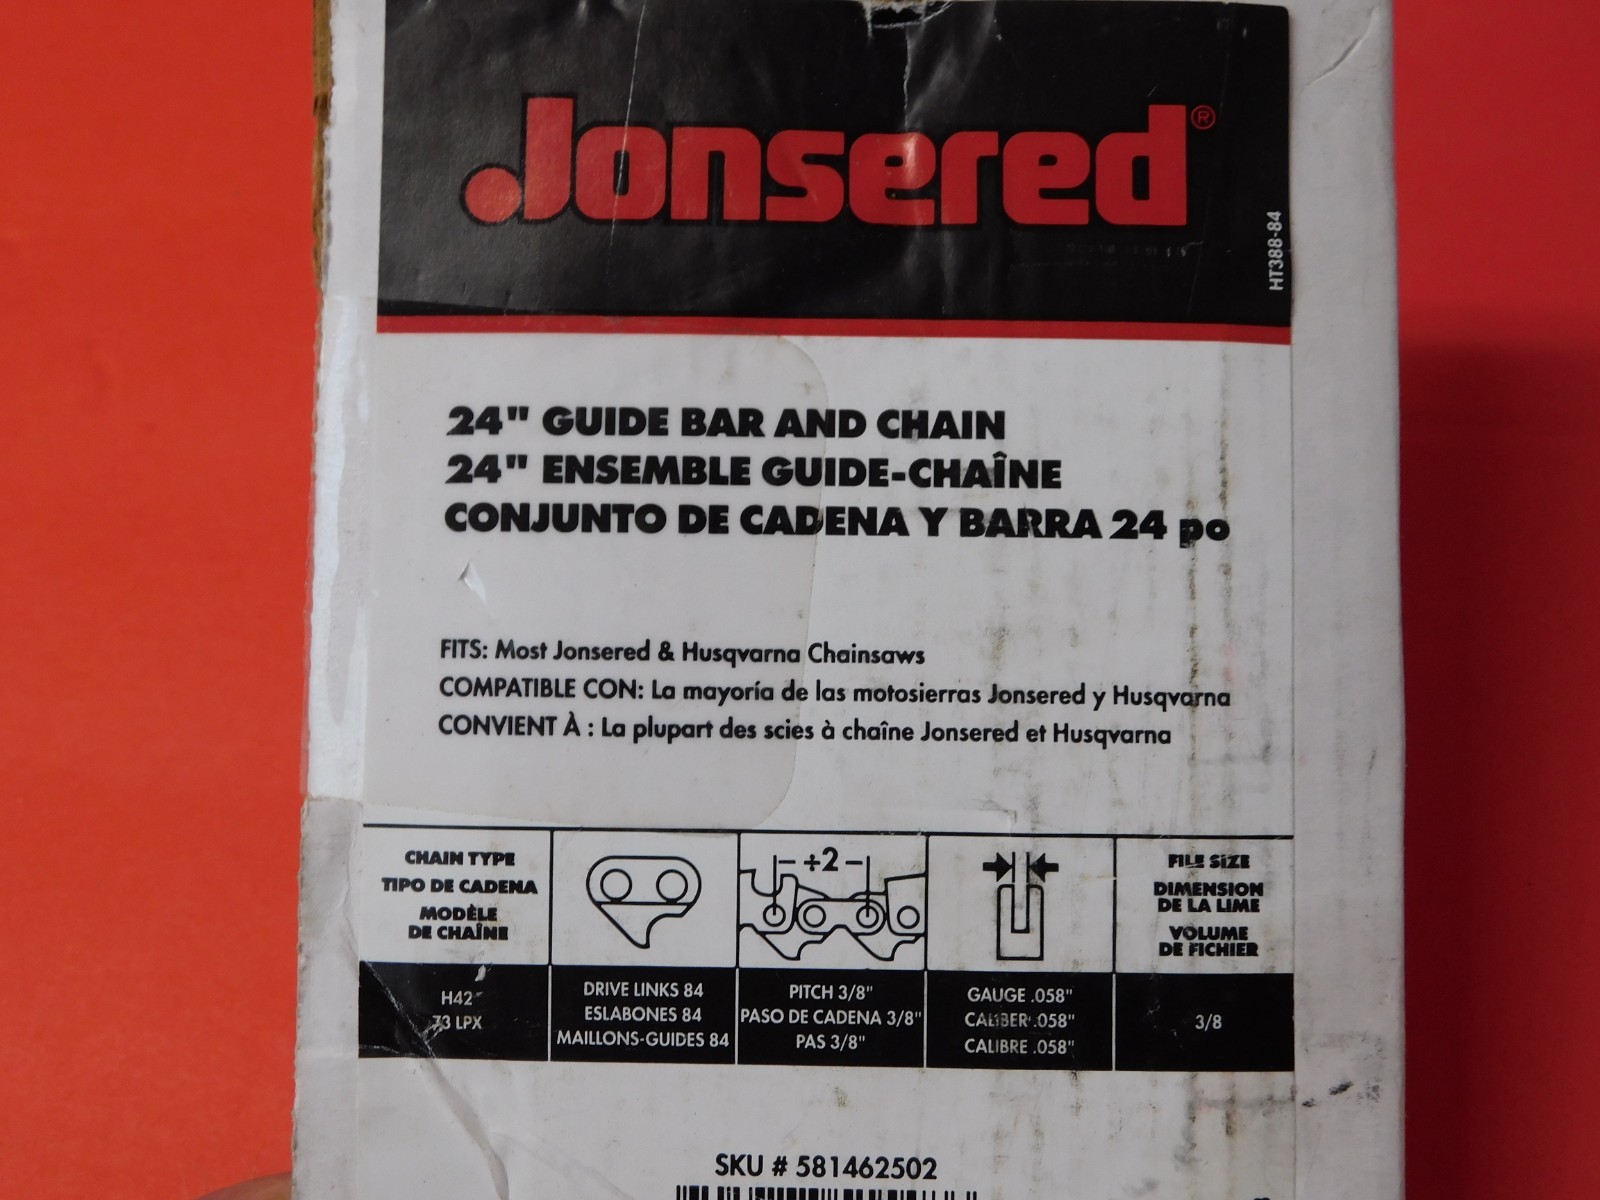 Jonsered®
HT388-84
24" GUIDE BAR AND CHAIN
24" ENSEMBLE GUIDE-CHAÎNE
CONJUNTO DE CADENA Y BARRA 24 po
FITS: Most Jonsered & Husqvarna Chainsaws
COMPATIBLE CON: La mayoría de las motosierras Jonsered y Husqvarna
CONVIENT À : La plupart des scies à chaîne Jonsered et Husqvarna
CHAIN TYPE
TIPO DE CADENA
MODÈLE
DE CHAÎNE
÷2
FILE SIZE
DIMENSION
DE LA LIME
VOLUME
DE FICHIER
H42
73 LPX
DRIVE LINKS 84
ESLABONES 84
MAILLONS-GUIDES 84
PITCH 3/8"
PASO DE CADENA 3/8"
PAS 3/8"
GAUGE .058"
CALIBER .058"
CALIBRE .058"
3/8
SKU # 581462502